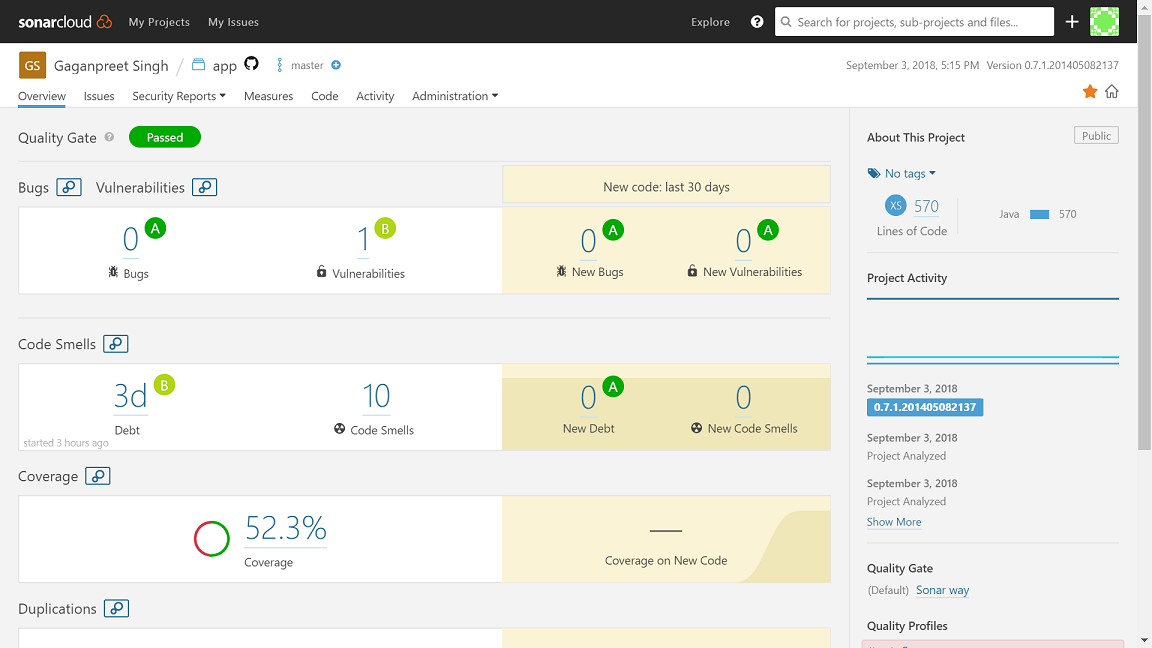 sonarcloud My Projects My Issues Explore Search for projects, sub-projects and files...
GS Gaganpreet Singh / app master
September 3, 2018, 5:15 PM Version 0.7.1.201405082137
Overview Issues Security Reports Measures Code Activity Administration
Quality Gate Passed
Bugs Vulnerabilities
New code: last 30 days
0 A
Bugs
1 B
Vulnerabilities
0 A
New Bugs
0 A
New Vulnerabilities
Code Smells
3d B
Debt
started 3 hours ago
10
Code Smells
0 A
New Debt
0
New Code Smells
Coverage
52.3%
Coverage
—
Coverage on New Code
Duplications
About This Project Public
No tags
XS 570
Lines of Code
Java 570
Project Activity
September 3, 2018
0.7.1.201405082137
September 3, 2018
Project Analyzed
September 3, 2018
Project Analyzed
Show More
Quality Gate
(Default) Sonar way
Quality Profiles